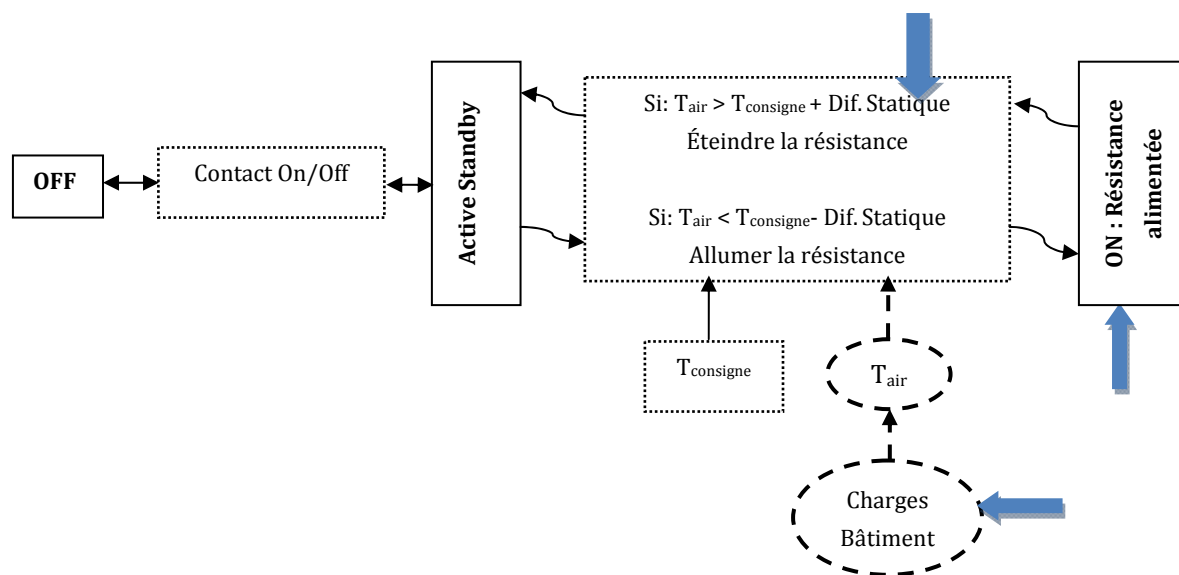 OFF
Contact On/Off
Active Standby
Si: Tair > Tconsigne + Dif. Statique
Éteindre la résistance
Si: Tair < Tconsigne- Dif. Statique
Allumer la résistance
ON : Résistance
alimentée
Tconsigne
Tair
Charges
Bâtiment